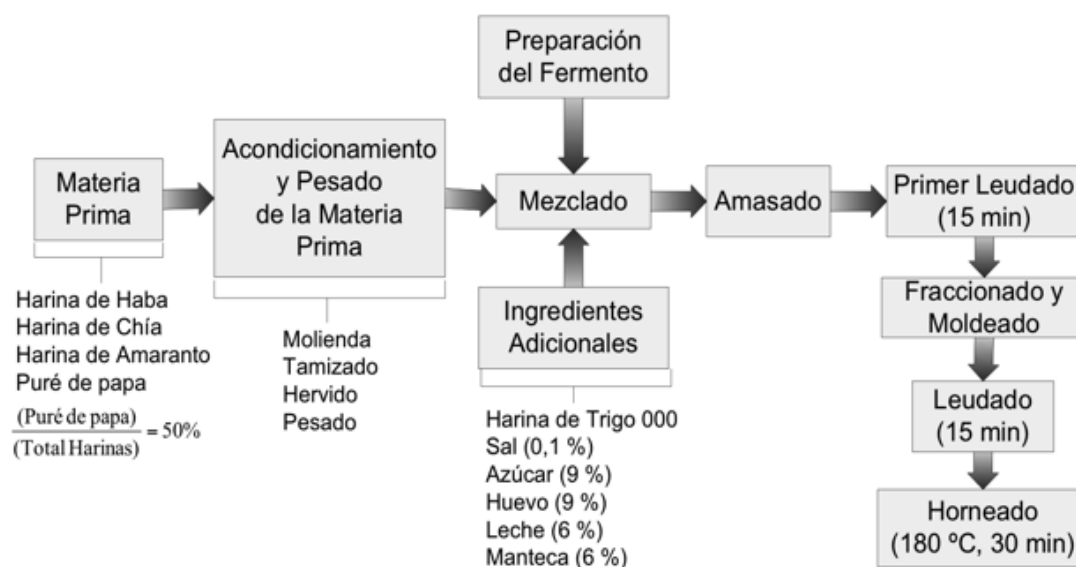 Preparación
del Fermento
Materia
Prima
Acondicionamiento
y Pesado
de la Materia
Prima
Mezclado
Amasado
Primer Leudado
(15 min)
Harina de Haba
Harina de Chía
Harina de Amaranto
Puré de papa
(Puré de papa)
(Total Harinas)
= 50%
Molienda
Tamizado
Hervido
Pesado
Ingredientes
Adicionales
Harina de Trigo 000
Sal (0,1 %)
Azúcar (9 %)
Huevo (9 %)
Leche (6 %)
Manteca (6 %)
Fraccionado y
Moldeado
Leudado
(15 min)
Horneado
(180 ºC, 30 min)